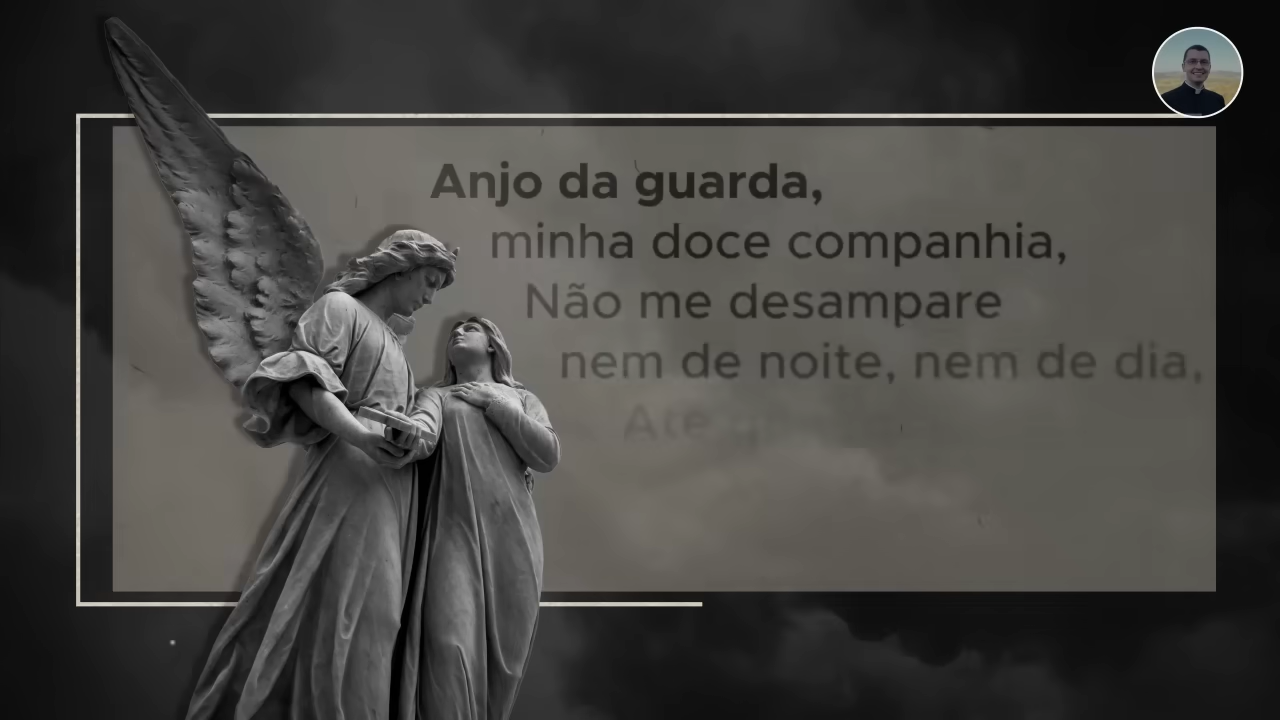 Anjo da guarda,
minha doce companhia,
Não me desampare
nem de noite, nem de dia,